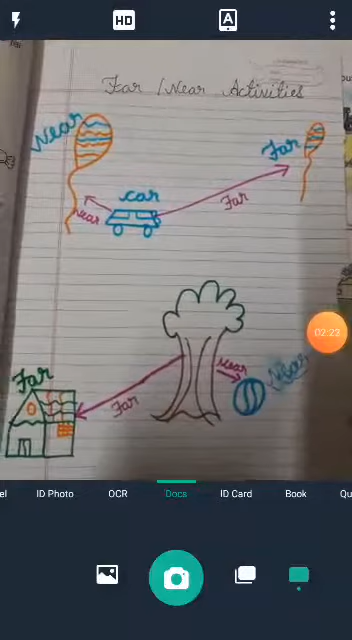 HD
A
Far / Near Activities
Near
Far
car
near
Far
02:23
Far
near
Near
Far
ID Photo
OCR
Docs
ID Card
Book